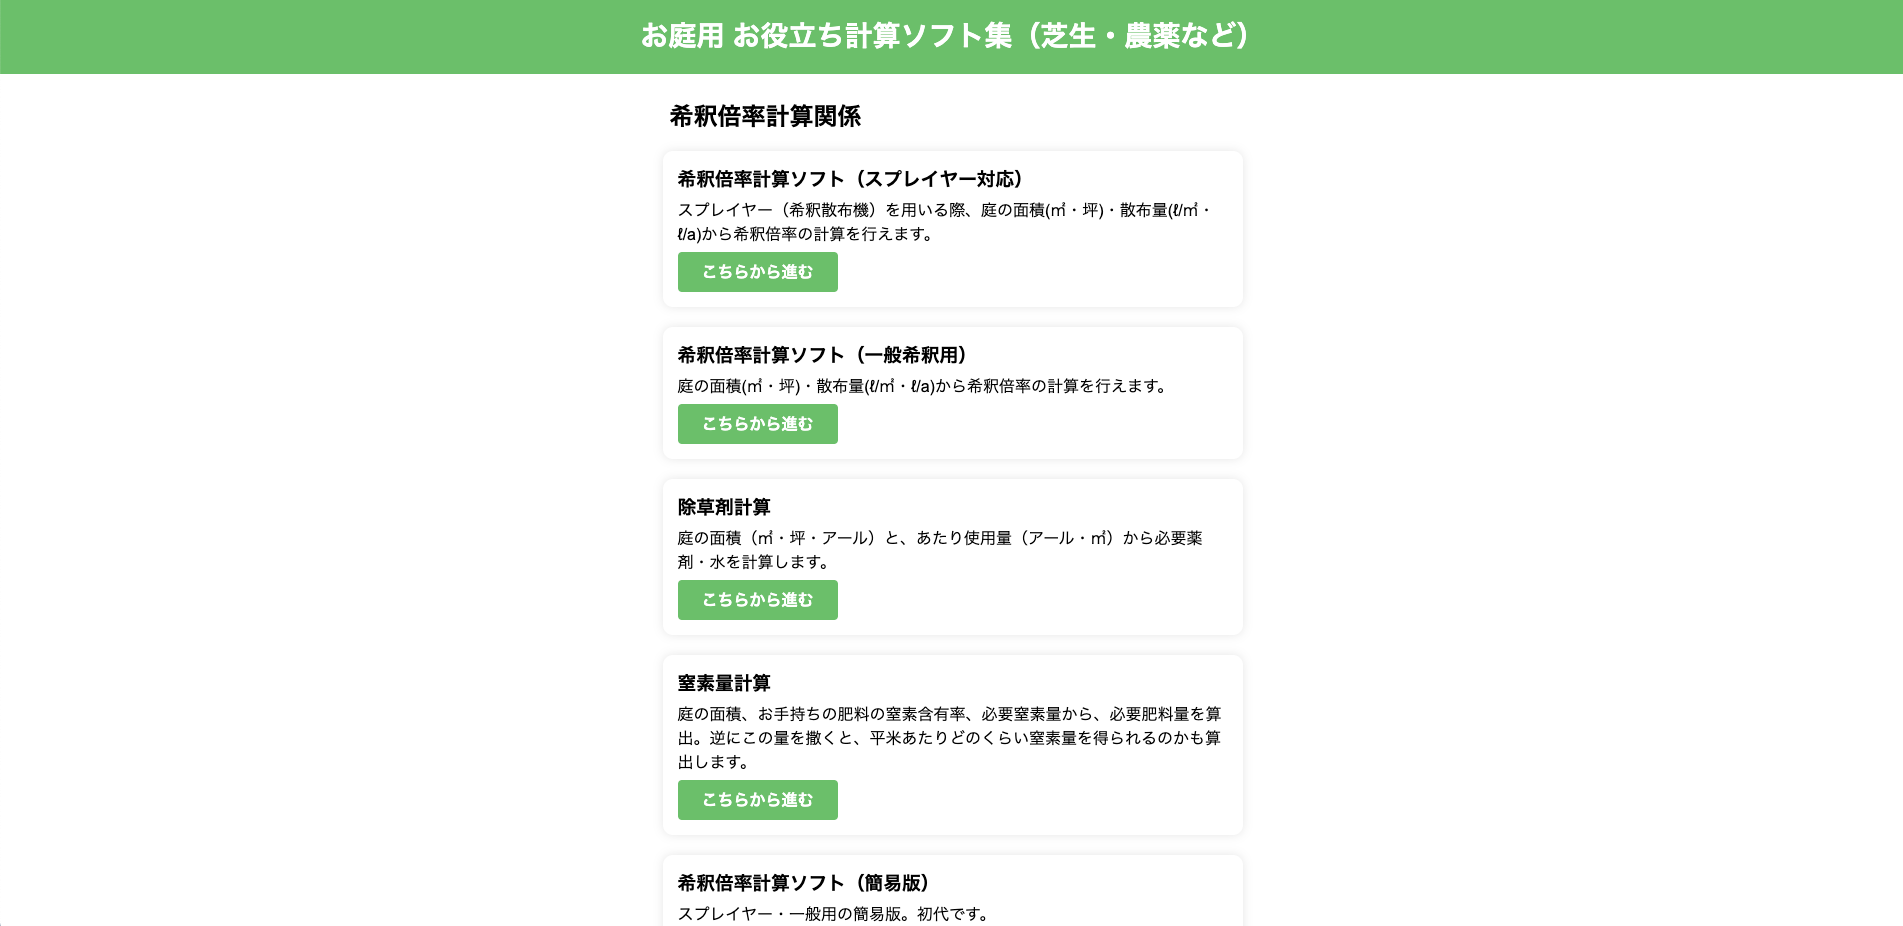 お庭用 お役立ち計算ソフト集（芝生・農薬など）
希釈倍率計算関係
希釈倍率計算ソフト（スプレイヤー対応）
スプレイヤー（希釈散布機）を用いる際、庭の面積(㎡・坪)・散布量(ℓ/㎡・
ℓ/a)から希釈倍率の計算を行えます。
こちらから進む
希釈倍率計算ソフト（一般希釈用）
庭の面積(㎡・坪)・散布量(ℓ/㎡・ℓ/a)から希釈倍率の計算を行えます。
こちらから進む
除草剤計算
庭の面積（㎡・坪・アール）と、あたり使用量（アール・㎡）から必要薬
剤・水を計算します。
こちらから進む
窒素量計算
庭の面積、お手持ちの肥料の窒素含有率、必要窒素量から、必要肥料量を算
出。逆にこの量を撒くと、平米あたりどのくらい窒素量を得られるのかも算
出します。
こちらから進む
希釈倍率計算ソフト（簡易版）
スプレイヤー・一般用の簡易版。初代です。